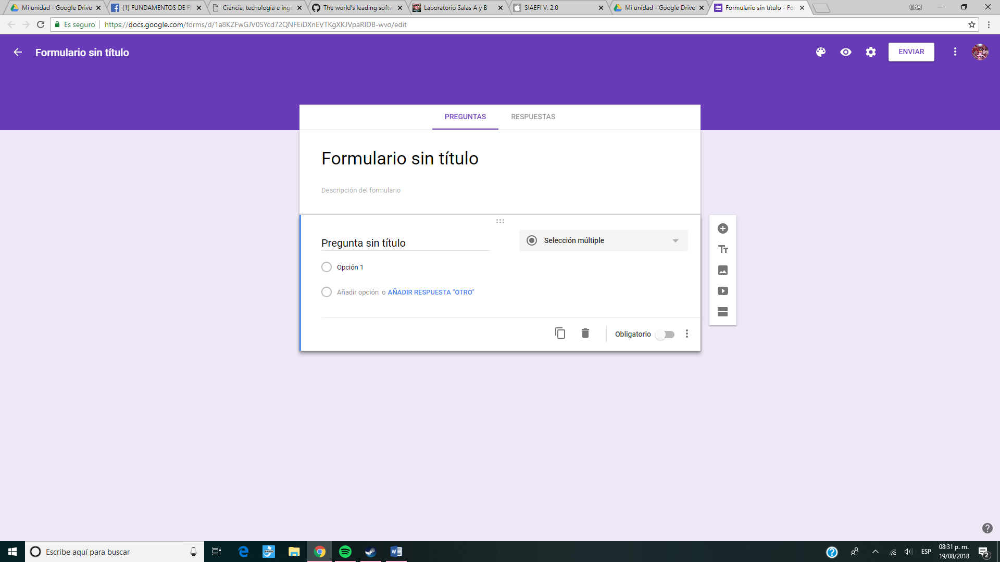 Mi unidad - Google Drive
(1) FUNDAMENTOS DE FI
Ciencia, tecnologia e inge
The world's leading softw
Laboratorio Salas A y B
SIAEFI V. 2.0
Mi unidad - Google Drive
Formulario sin título - For
Uriel
Es seguro
https://docs.google.com/forms/d/1a8KZFwGJV0SYcd72QNFEiDXnEVTKgXKJVpaRIDB-wvo/edit
Formulario sin título
ENVIAR
PREGUNTAS
RESPUESTAS
Formulario sin título
Descripción del formulario
Pregunta sin título
Selección múltiple
Opción 1
Añadir opción o AÑADIR RESPUESTA "OTRO"
Obligatorio
Escribe aquí para buscar
ESP
08:31 p. m.
19/08/2018
2